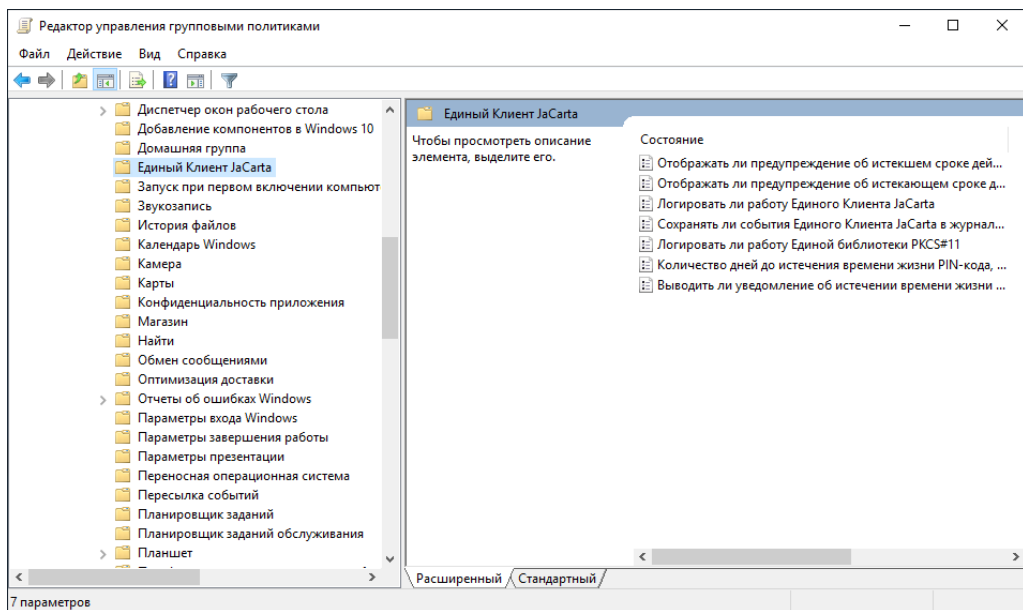 Редактор управления групповыми политиками
Файл Действие Вид Справка
Диспетчер окон рабочего стола
Добавление компонентов в Windows 10
Домашняя группа
Единый Клиент JaCarta
Запуск при первом включении компьют
Звукозапись
История файлов
Календарь Windows
Камера
Карты
Конфиденциальность приложения
Магазин
Найти
Обмен сообщениями
Оптимизация доставки
Отчеты об ошибках Windows
Параметры входа Windows
Параметры завершения работы
Параметры презентации
Переносная операционная система
Пересылка событий
Планировщик заданий
Планировщик заданий обслуживания
Планшет
Единый Клиент JaCarta
Чтобы просмотреть описание
элемента, выделите его.
Состояние
Отображать ли предупреждение об истекшем сроке дей...
Отображать ли предупреждение об истекающем сроке д...
Логировать ли работу Единого Клиента JaCarta
Сохранять ли события Единого Клиента JaCarta в журнал...
Логировать ли работу Единой библиотеки PKCS#11
Количество дней до истечения времени жизни PIN-кода, ...
Выводить ли уведомление об истечении времени жизни ...
Расширенный Стандартный
7 параметров